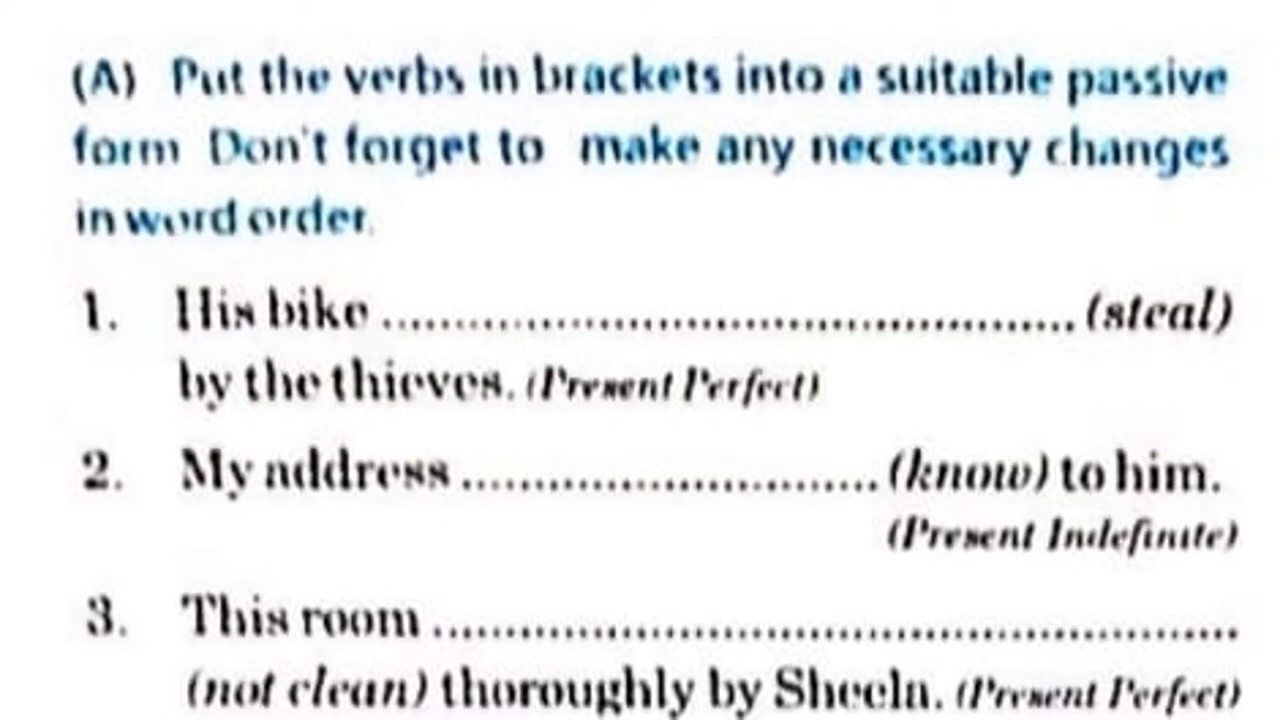 (A) Put the verbs in brackets into a suitable passive
form Don't forget to make any necessary changes
in word order.
1. His bike ................................................ (steal)
by the thieves. (Present Perfect)
2. My address ............................. (know) to him.
(Present Indefinite)
3. This room ........................................................
(not clean) thoroughly by Sheela. (Present Perfect)